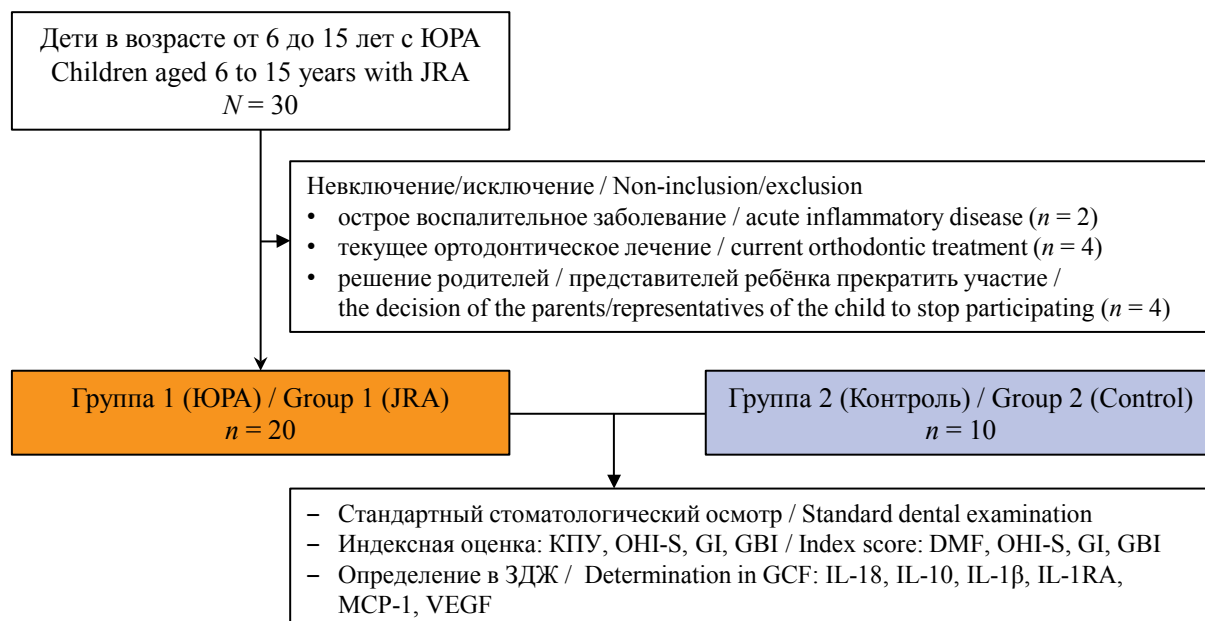 Дети в возрасте от 6 до 15 лет с ЮРА
Children aged 6 to 15 years with JRA
N = 30
Невключение/исключение / Non-inclusion/exclusion
• острое воспалительное заболевание / acute inflammatory disease (n = 2)
• текущее ортодонтическое лечение / current orthodontic treatment (n = 4)
• решение родителей / представителей ребёнка прекратить участие /
the decision of the parents/representatives of the child to stop participating (n = 4)
Группа 1 (ЮРА) / Group 1 (JRA)
n = 20
Группа 2 (Контроль) / Group 2 (Control)
n = 10
– Стандартный стоматологический осмотр / Standard dental examination
– Индексная оценка: КПУ, OHI-S, GI, GBI / Index score: DMF, OHI-S, GI, GBI
– Определение в ЗДЖ / Determination in GCF: IL-18, IL-10, IL-1β, IL-1RA,
MCP-1, VEGF